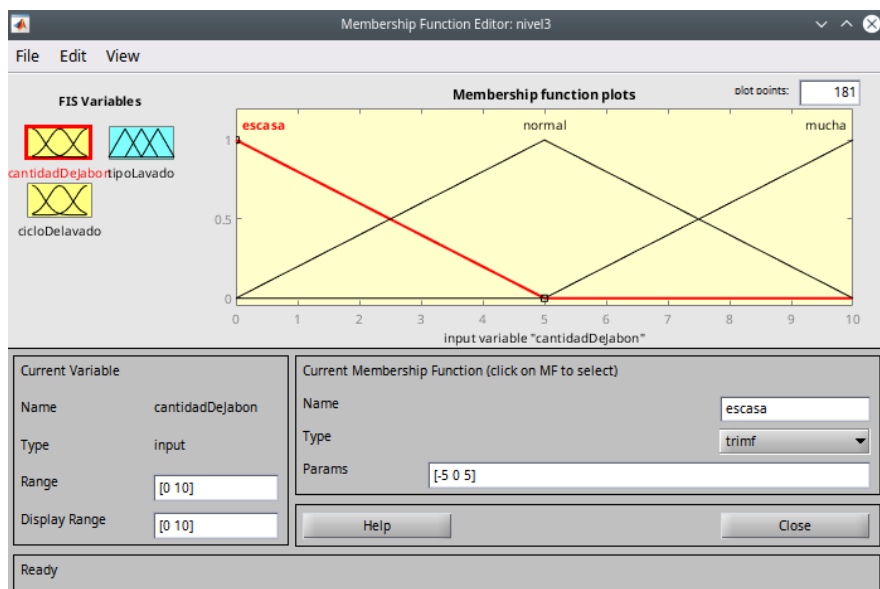 Membership Function Editor: nivel3
File Edit View
FIS Variables
cantidadDeJabon
tipoLavado
cicloDelavado
Membership function plots
plot points: 181
escasa normal mucha
1
0.5
0
0 1 2 3 4 5 6 7 8 9 10
input variable "cantidadDeJabon"
Current Variable
Name cantidadDeJabon
Type input
Range [0 10]
Display Range [0 10]
Current Membership Function (click on MF to select)
Name escasa
Type trimf
Params [-5 0 5]
Help Close
Ready